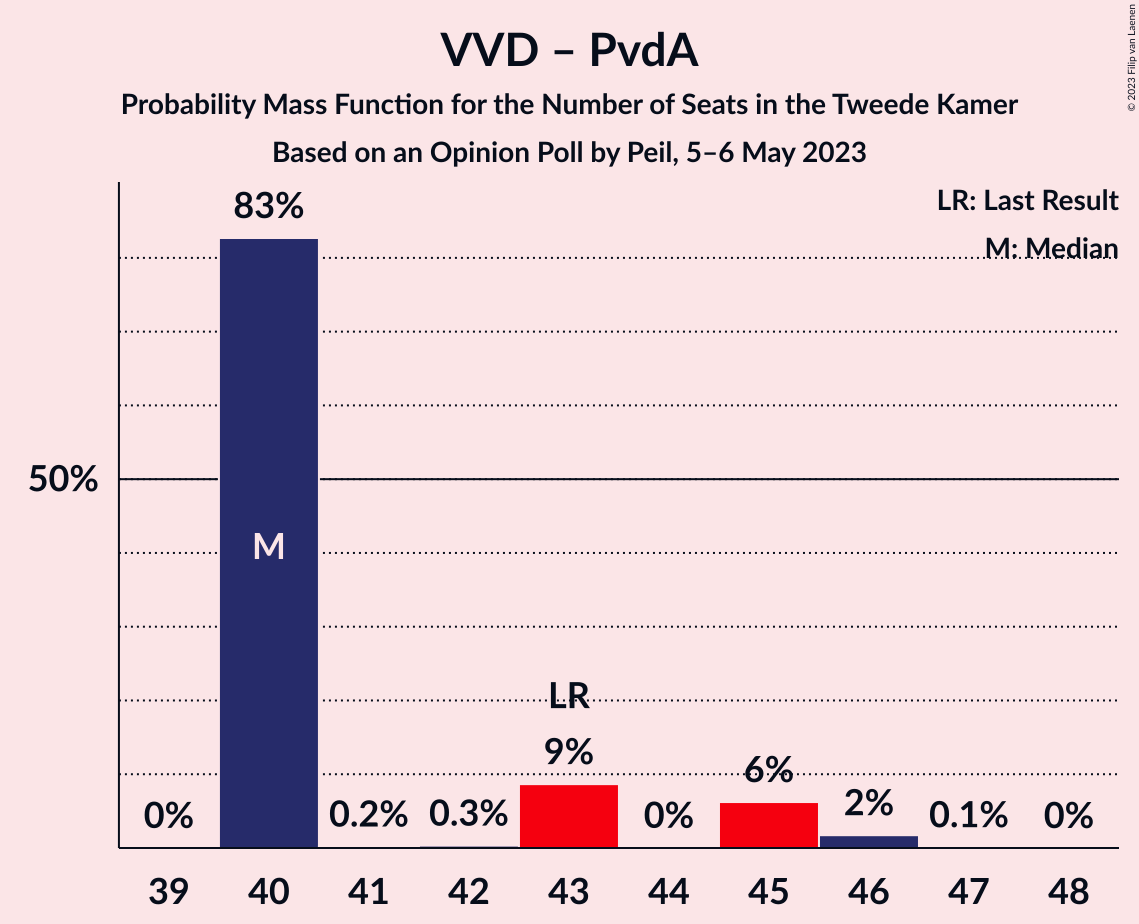 VVD – PvdA
Probability Mass Function for the Number of Seats in the Tweede Kamer
Based on an Opinion Poll by Peil, 5–6 May 2023
© 2023 Filip van Laenen
LR: Last Result
M: Median
83%
50%
M
LR
9%
6%
0%
0.2%
0.3%
0%
2%
0.1%
0%
39 40 41 42 43 44 45 46 47 48